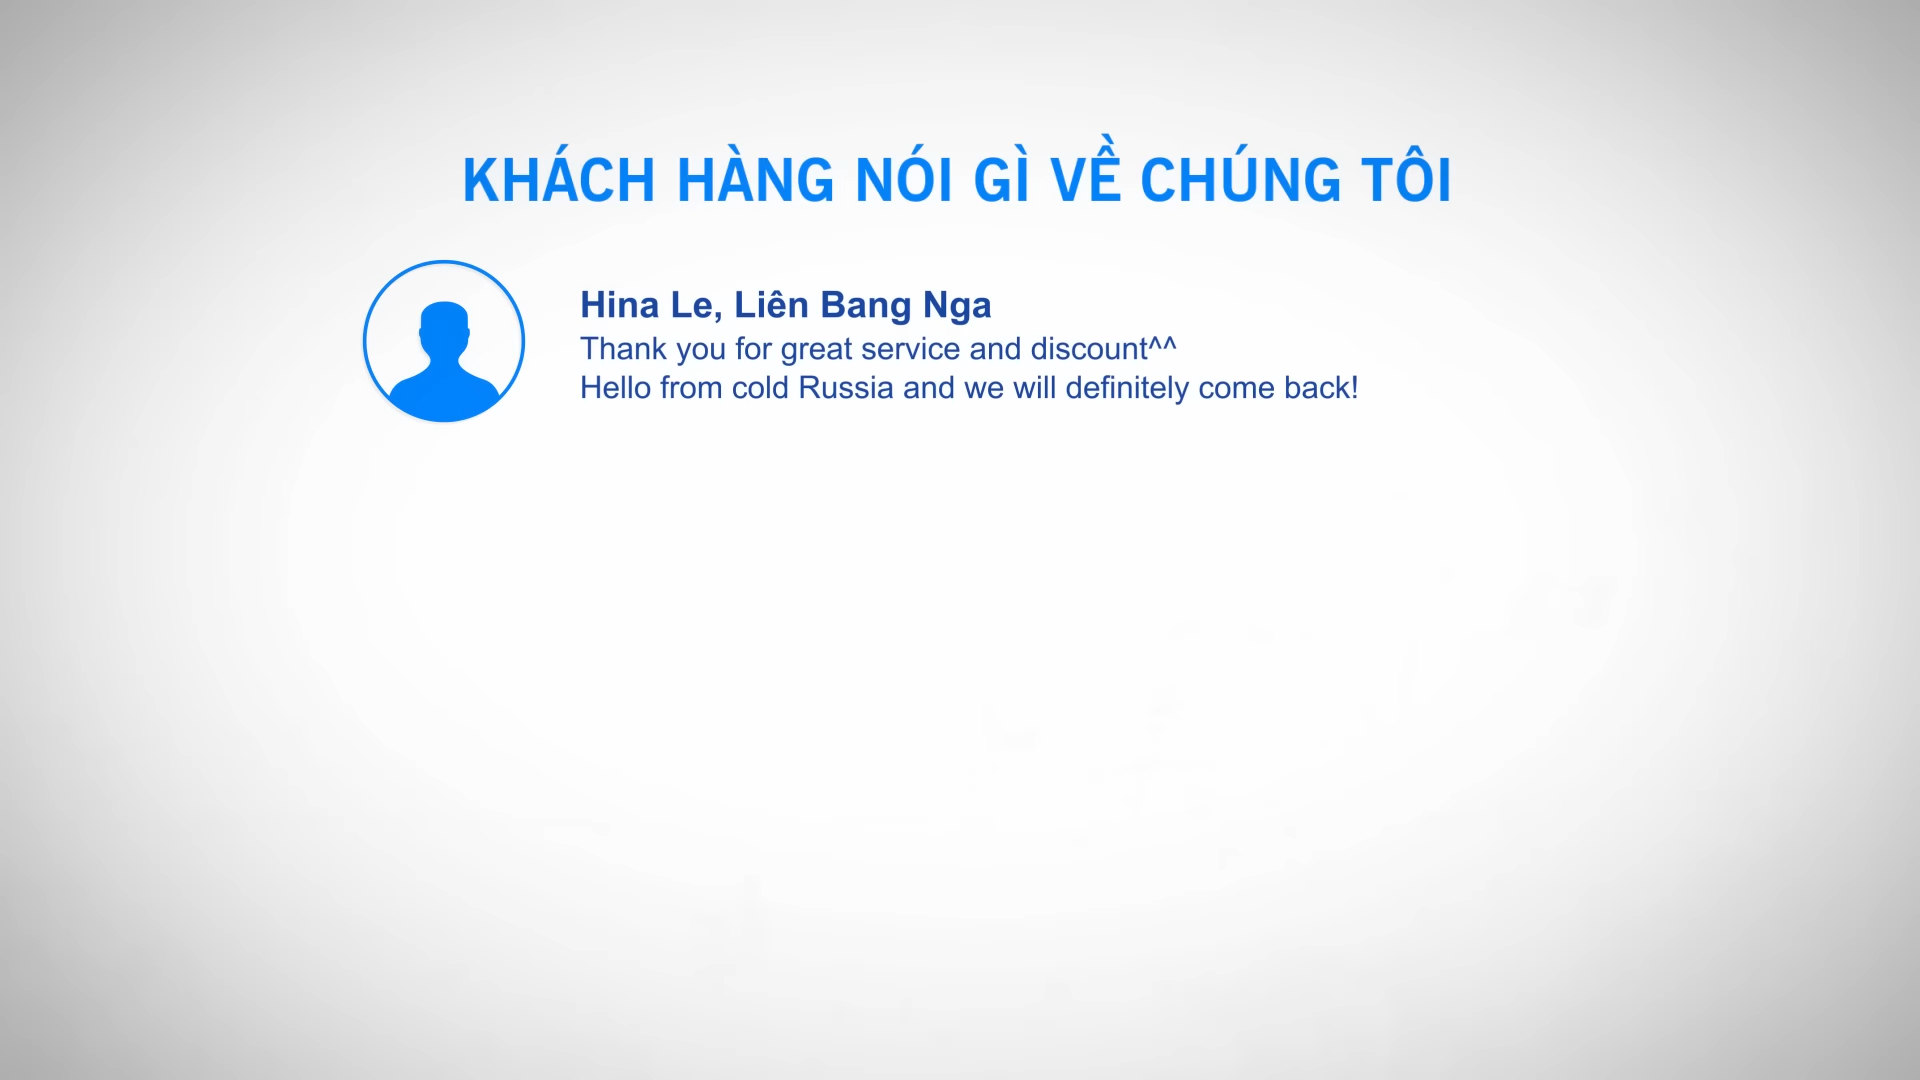 KHÁCH HÀNG NÓI GÌ VỀ CHÚNG TÔI
Hina Le, Liên Bang Nga
Thank you for great service and discount^^
Hello from cold Russia and we will definitely come back!